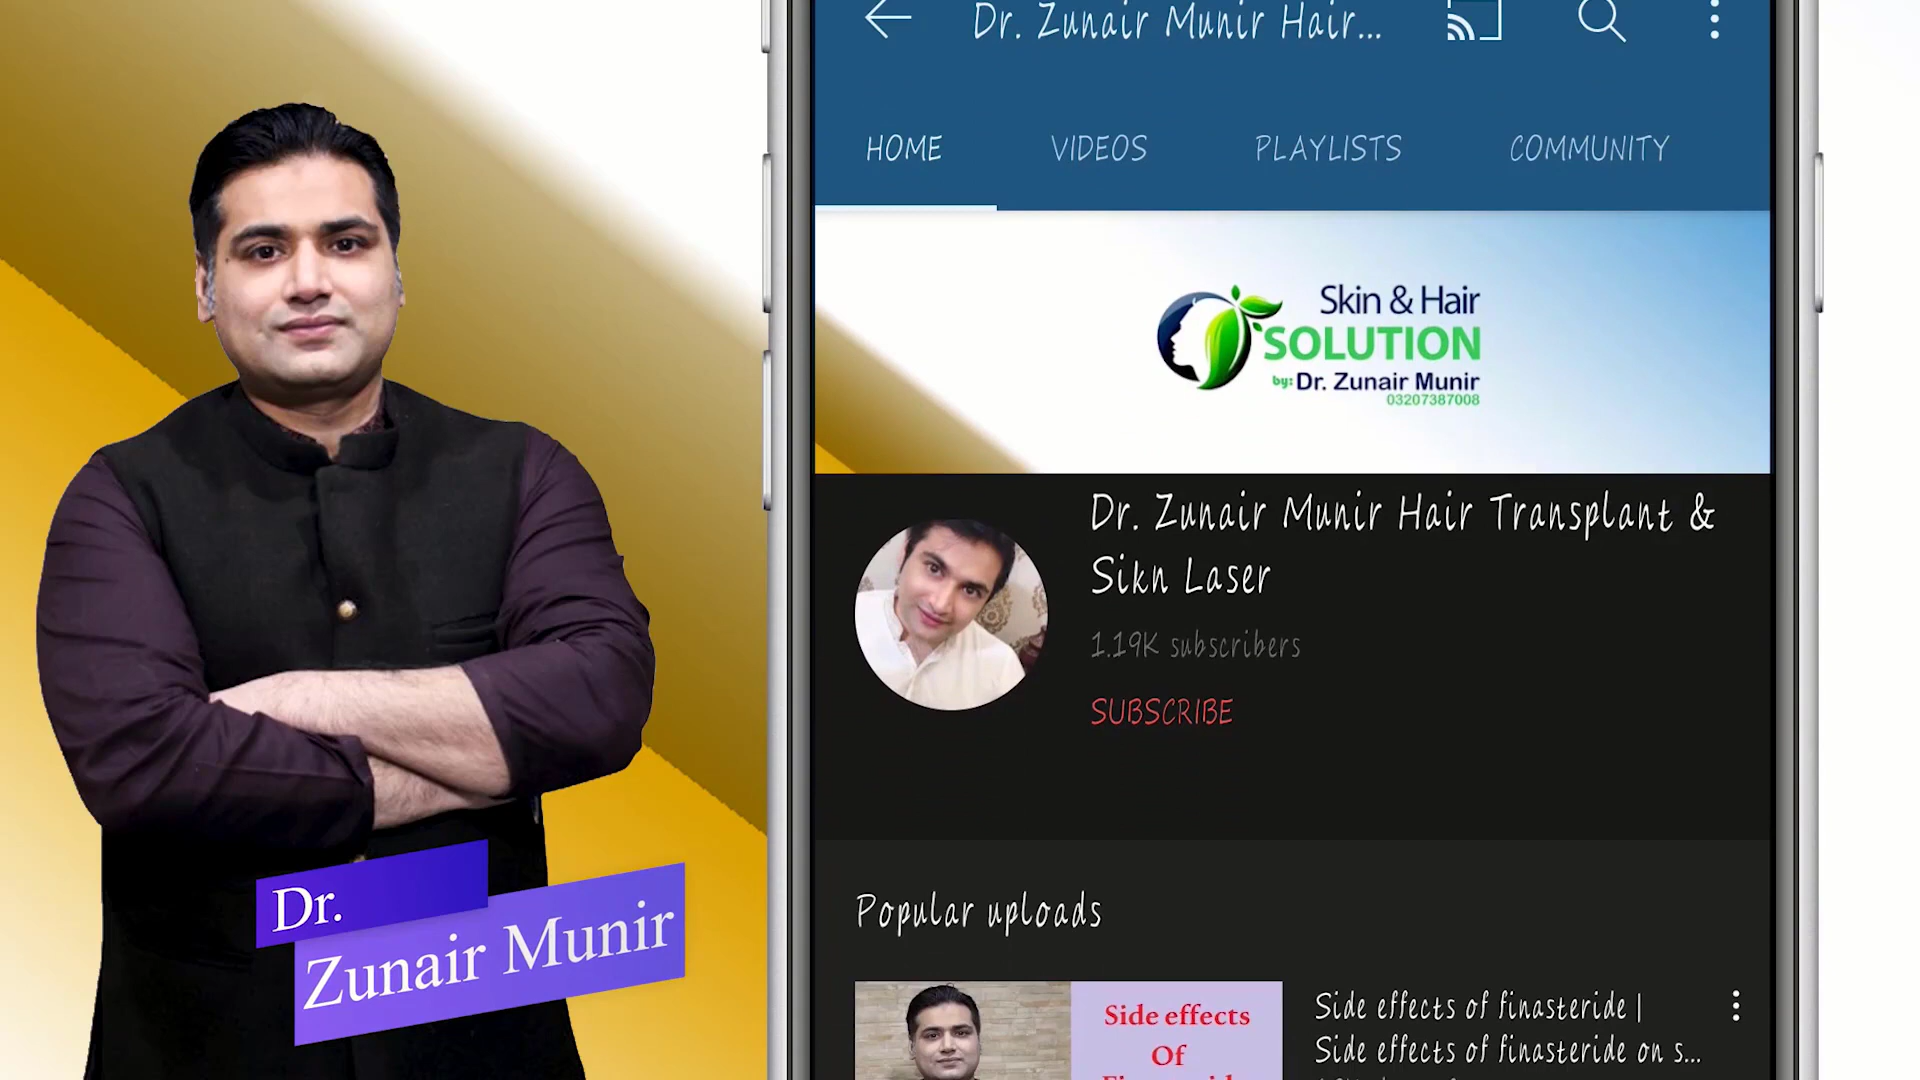 Dr. Zunair Munir Hair...
HOME VIDEOS PLAYLISTS COMMUNITY
Skin & Hair
SOLUTION
by: Dr. Zunair Munir
03207387008
Dr. Zunair Munir Hair Transplant &
Sikn Laser
1.19K subscribers
SUBSCRIBE
Dr.
Zunair Munir
Popular uploads
Side effects
Of
Side effects of finasteride |
Side effects of finasteride on s...